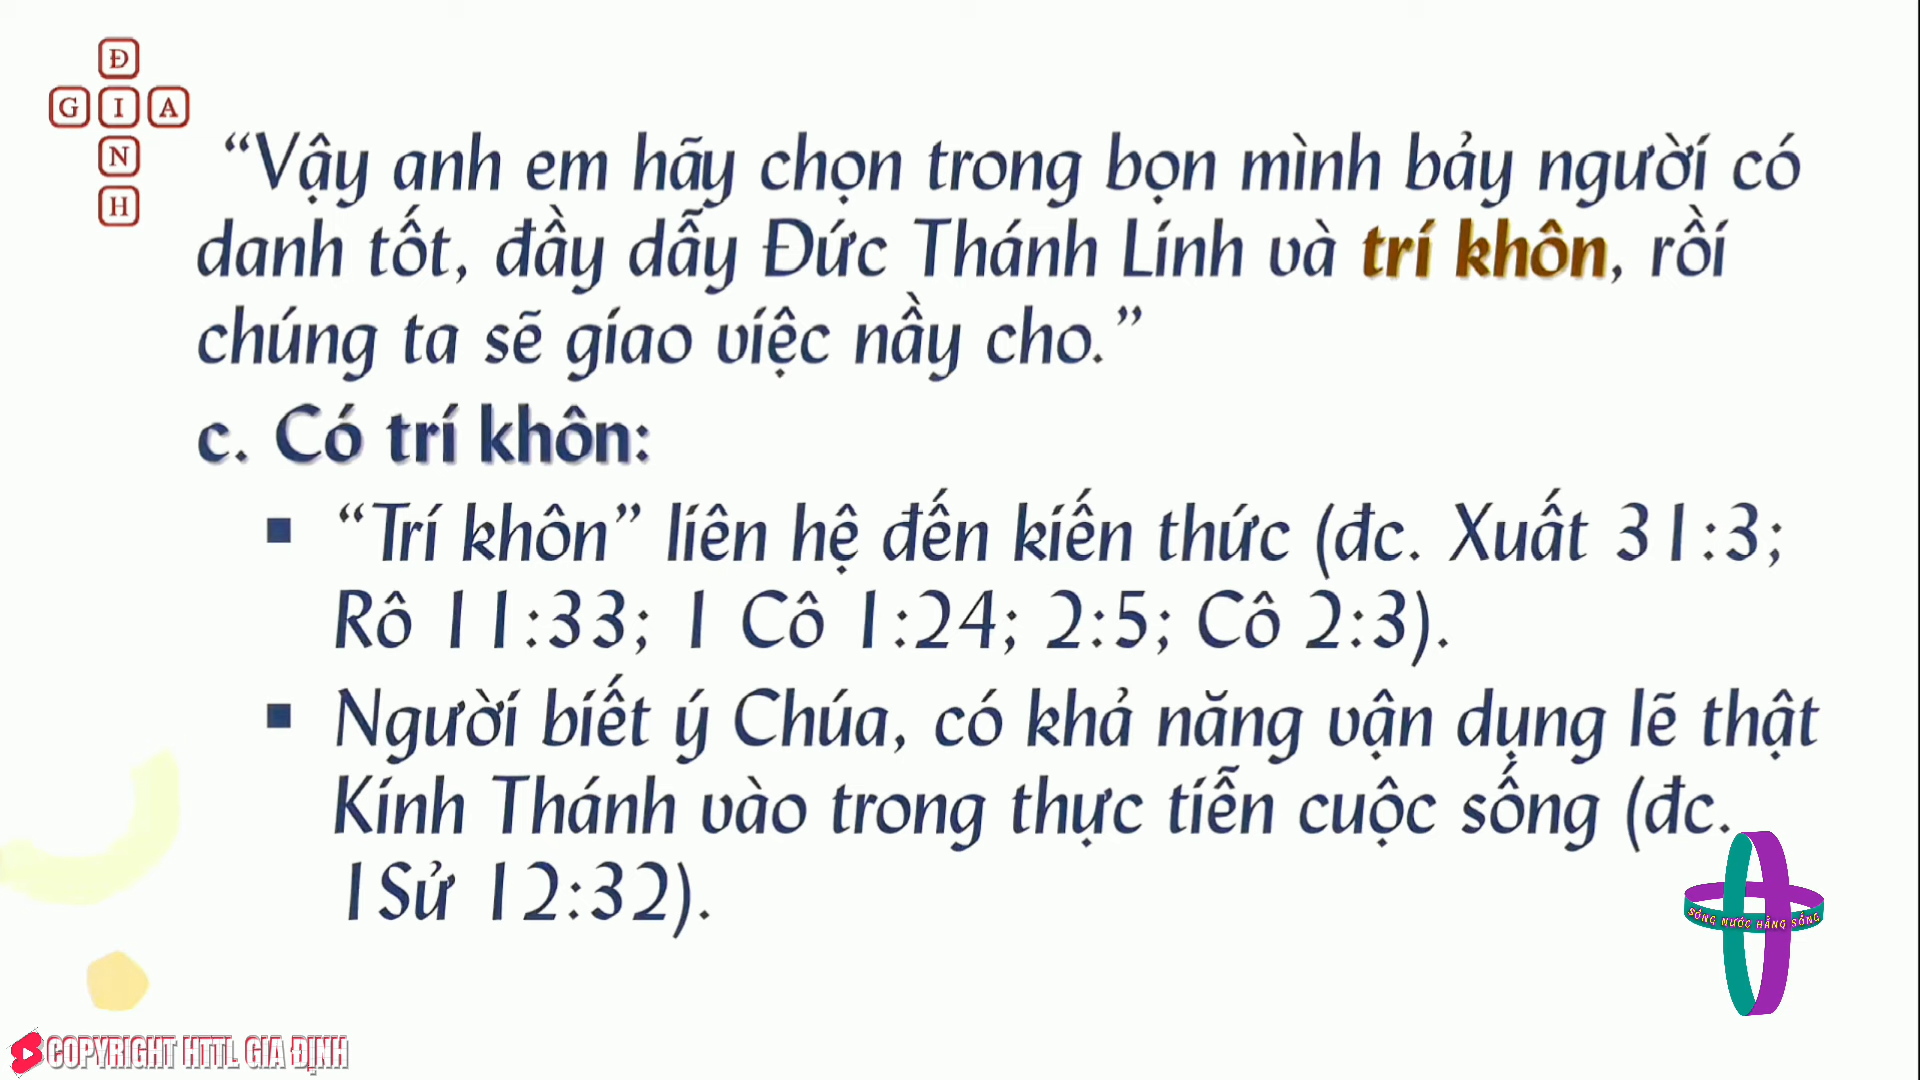 Đ
G I A
N
H
“Vậy anh em hãy chọn trong bọn mình bảy người có
danh tốt, đầy dẫy Đức Thánh Linh và trí khôn, rồi
chúng ta sẽ giao việc nầy cho.”
c. Có trí khôn:
▪ “Trí khôn” liên hệ đến kiến thức (đc. Xuất 31:3;
Rô 11:33; 1 Cô 1:24; 2:5; Cô 2:3).
▪ Người biết ý Chúa, có khả năng vận dụng lẽ thật
Kinh Thánh vào trong thực tiễn cuộc sống (đc.
1Sử 12:32).
SÓNG NƯỚC HẰNG SỐNG
COPYRIGHT HTTL GIA ĐỊNH